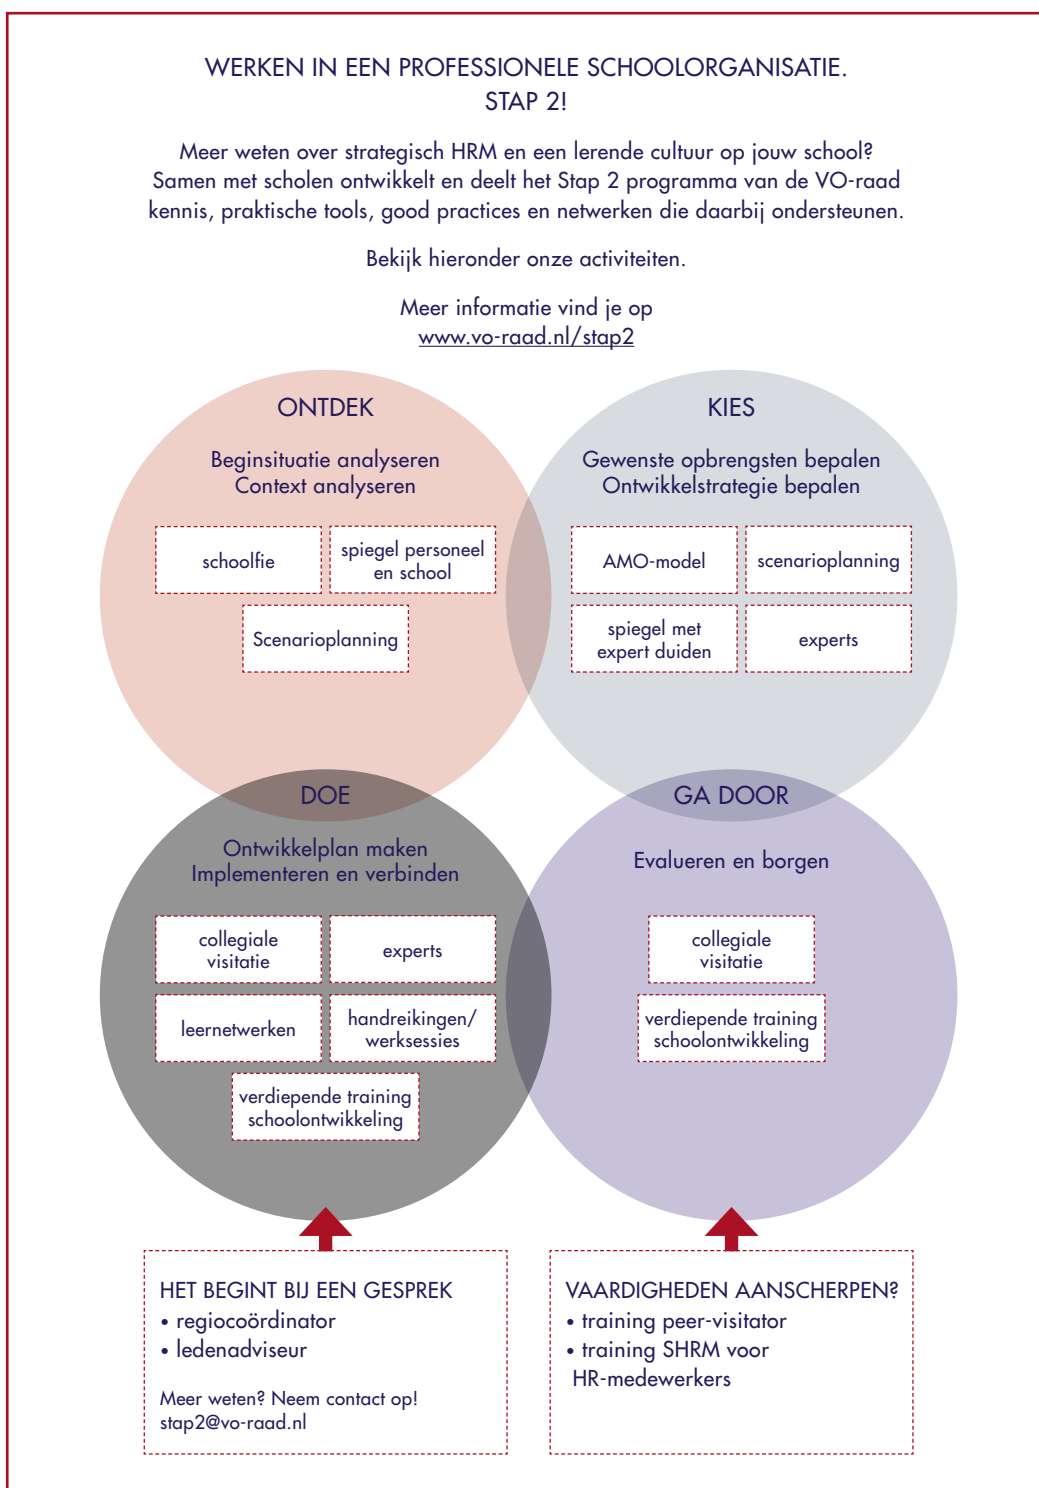 WERKEN IN EEN PROFESSIONELE SCHOOLORGANISATIE.
STAP 2!
Meer weten over strategisch HRM en een lerende cultuur op jouw school?
Samen met scholen ontwikkelt en deelt het Stap 2 programma van de VO-raad
kennis, praktische tools, good practices en netwerken die daarbij ondersteunen.
Bekijk hieronder onze activiteiten.
Meer informatie vind je op
www.vo-raad.nl/stap2
ONTDEK
Beginsituatie analyseren
Context analyseren
schoolfie
spiegel personeel
en school
Scenarioplanning
KIES
Gewenste opbrengsten bepalen
Ontwikkelstrategie bepalen
AMO-model
scenarioplanning
spiegel met
expert duiden
experts
DOE
Ontwikkelplan maken
Implementeren en verbinden
collegiale
visitatie
experts
leernetwerken
handreikingen/
werksessies
verdiepende training
schoolontwikkeling
GA DOOR
Evalueren en borgen
collegiale
visitatie
verdiepende training
schoolontwikkeling
HET BEGINT BIJ EEN GESPREK
• regiocoördinator
• ledenadviseur
Meer weten? Neem contact op!
stap2@vo-raad.nl
VAARDIGHEDEN AANSCHERPEN?
• training peer-visitator
• training SHRM voor
HR-medewerkers